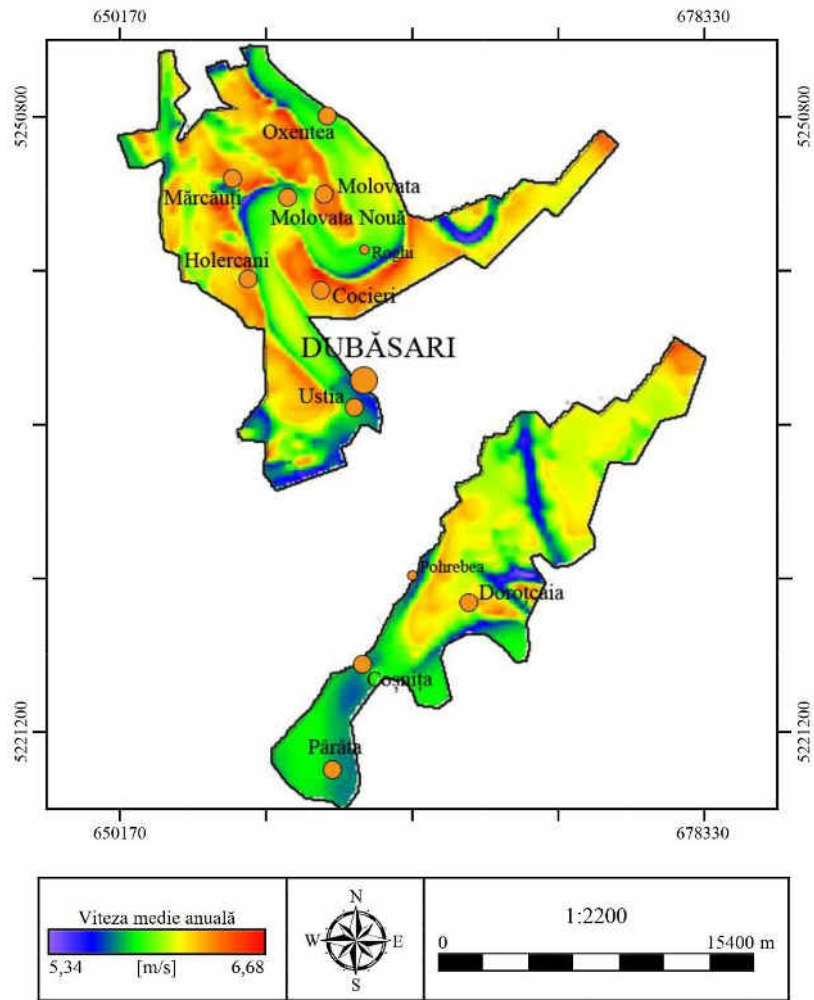 650170 678330
5250800 5250800
Oxentea
Mărcăuți
Molovata
Molovata Nouă
Roghi
Holercani
Cocieri
DUBĂSARI
Ustia
Pohrebea
Dorotcaia
Coșnița
Pârâta
5221200 5221200
650170 678330
Viteza medie anuală
5,34 [m/s] 6,68
N
W E
S
1:2200
0 15400 m